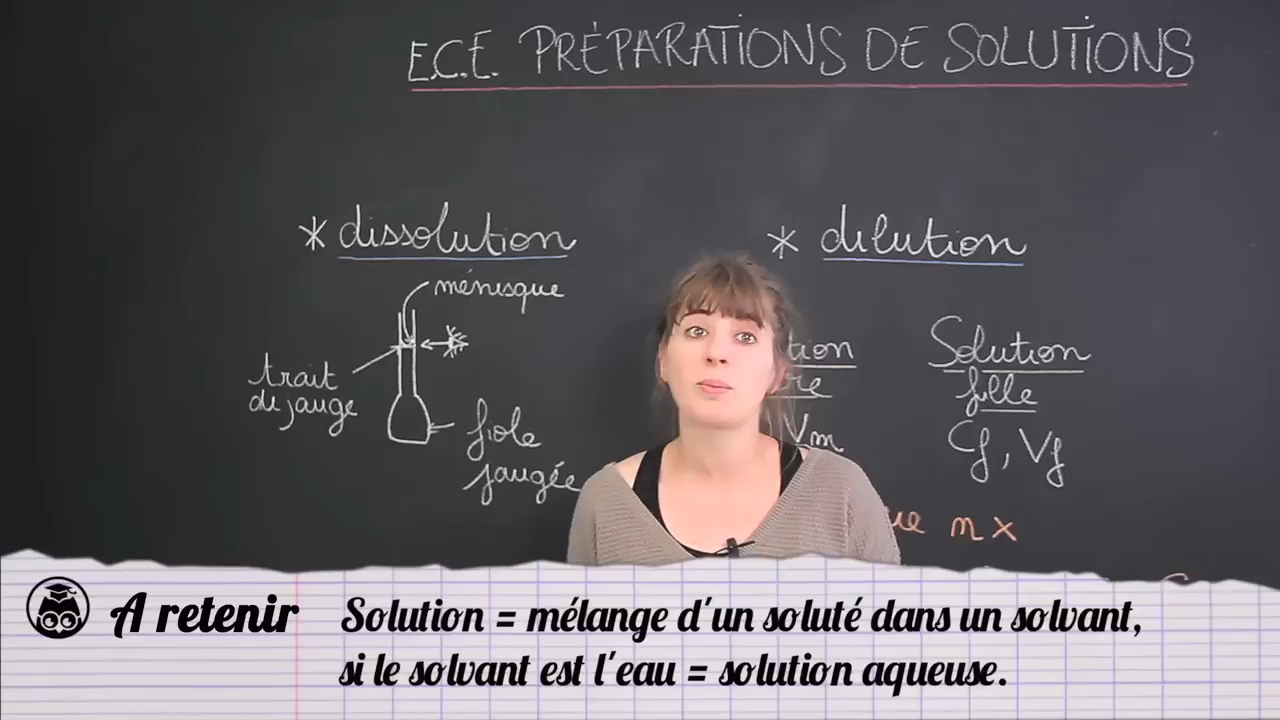 E.C.E. PRÉPARATIONS DE SOLUTIONS
* dissolution
ménisque
trait
de jauge
fiole
jaugée
* dilution
Vm
Solution
fille
Cf, Vf
n x
A retenir
Solution = mélange d'un soluté dans un solvant,
si le solvant est l'eau = solution aqueuse.